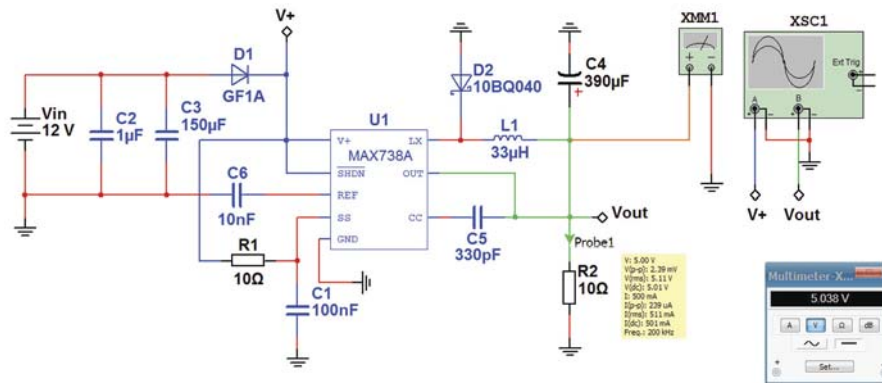 V+
XMM1
XSC1
D1
GF1A
D2
10BQ040
C4
390µF
Ext Trig
A
B
Vin
12 V
C2
1µF
C3
150µF
U1
MAX738A
V+
SHDN
REF
SS
GND
LX
OUT
CC
L1
33µH
C6
10nF
R1
10Ω
C1
100nF
C5
330pF
Vout
V+
Vout
Probe1
R2
10Ω
V: 5.00 V
V(p-p): 2.39 mV
V(rms): 5.11 V
V(dc): 5.01 V
I: 500 mA
I(p-p): 239 uA
I(rms): 511 mA
I(dc): 501 mA
Freq.: 200 kHz
Multimeter-X...
5.038 V
A
V
Ω
dB
Set...